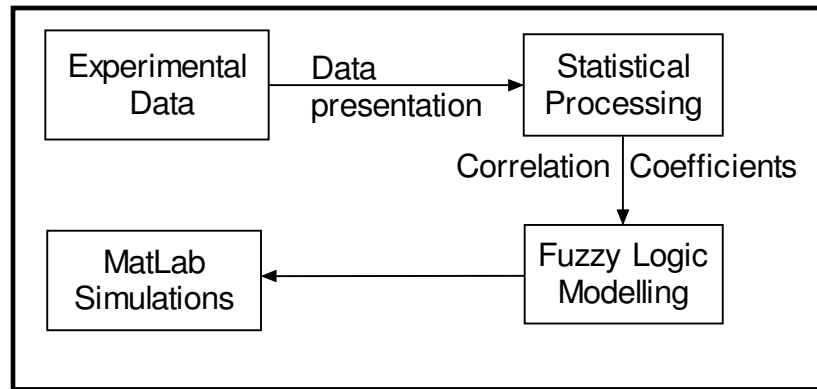 Experimental
Data
Data
presentation
Statistical
Processing
Correlation Coefficients
MatLab
Simulations
Fuzzy Logic
Modelling